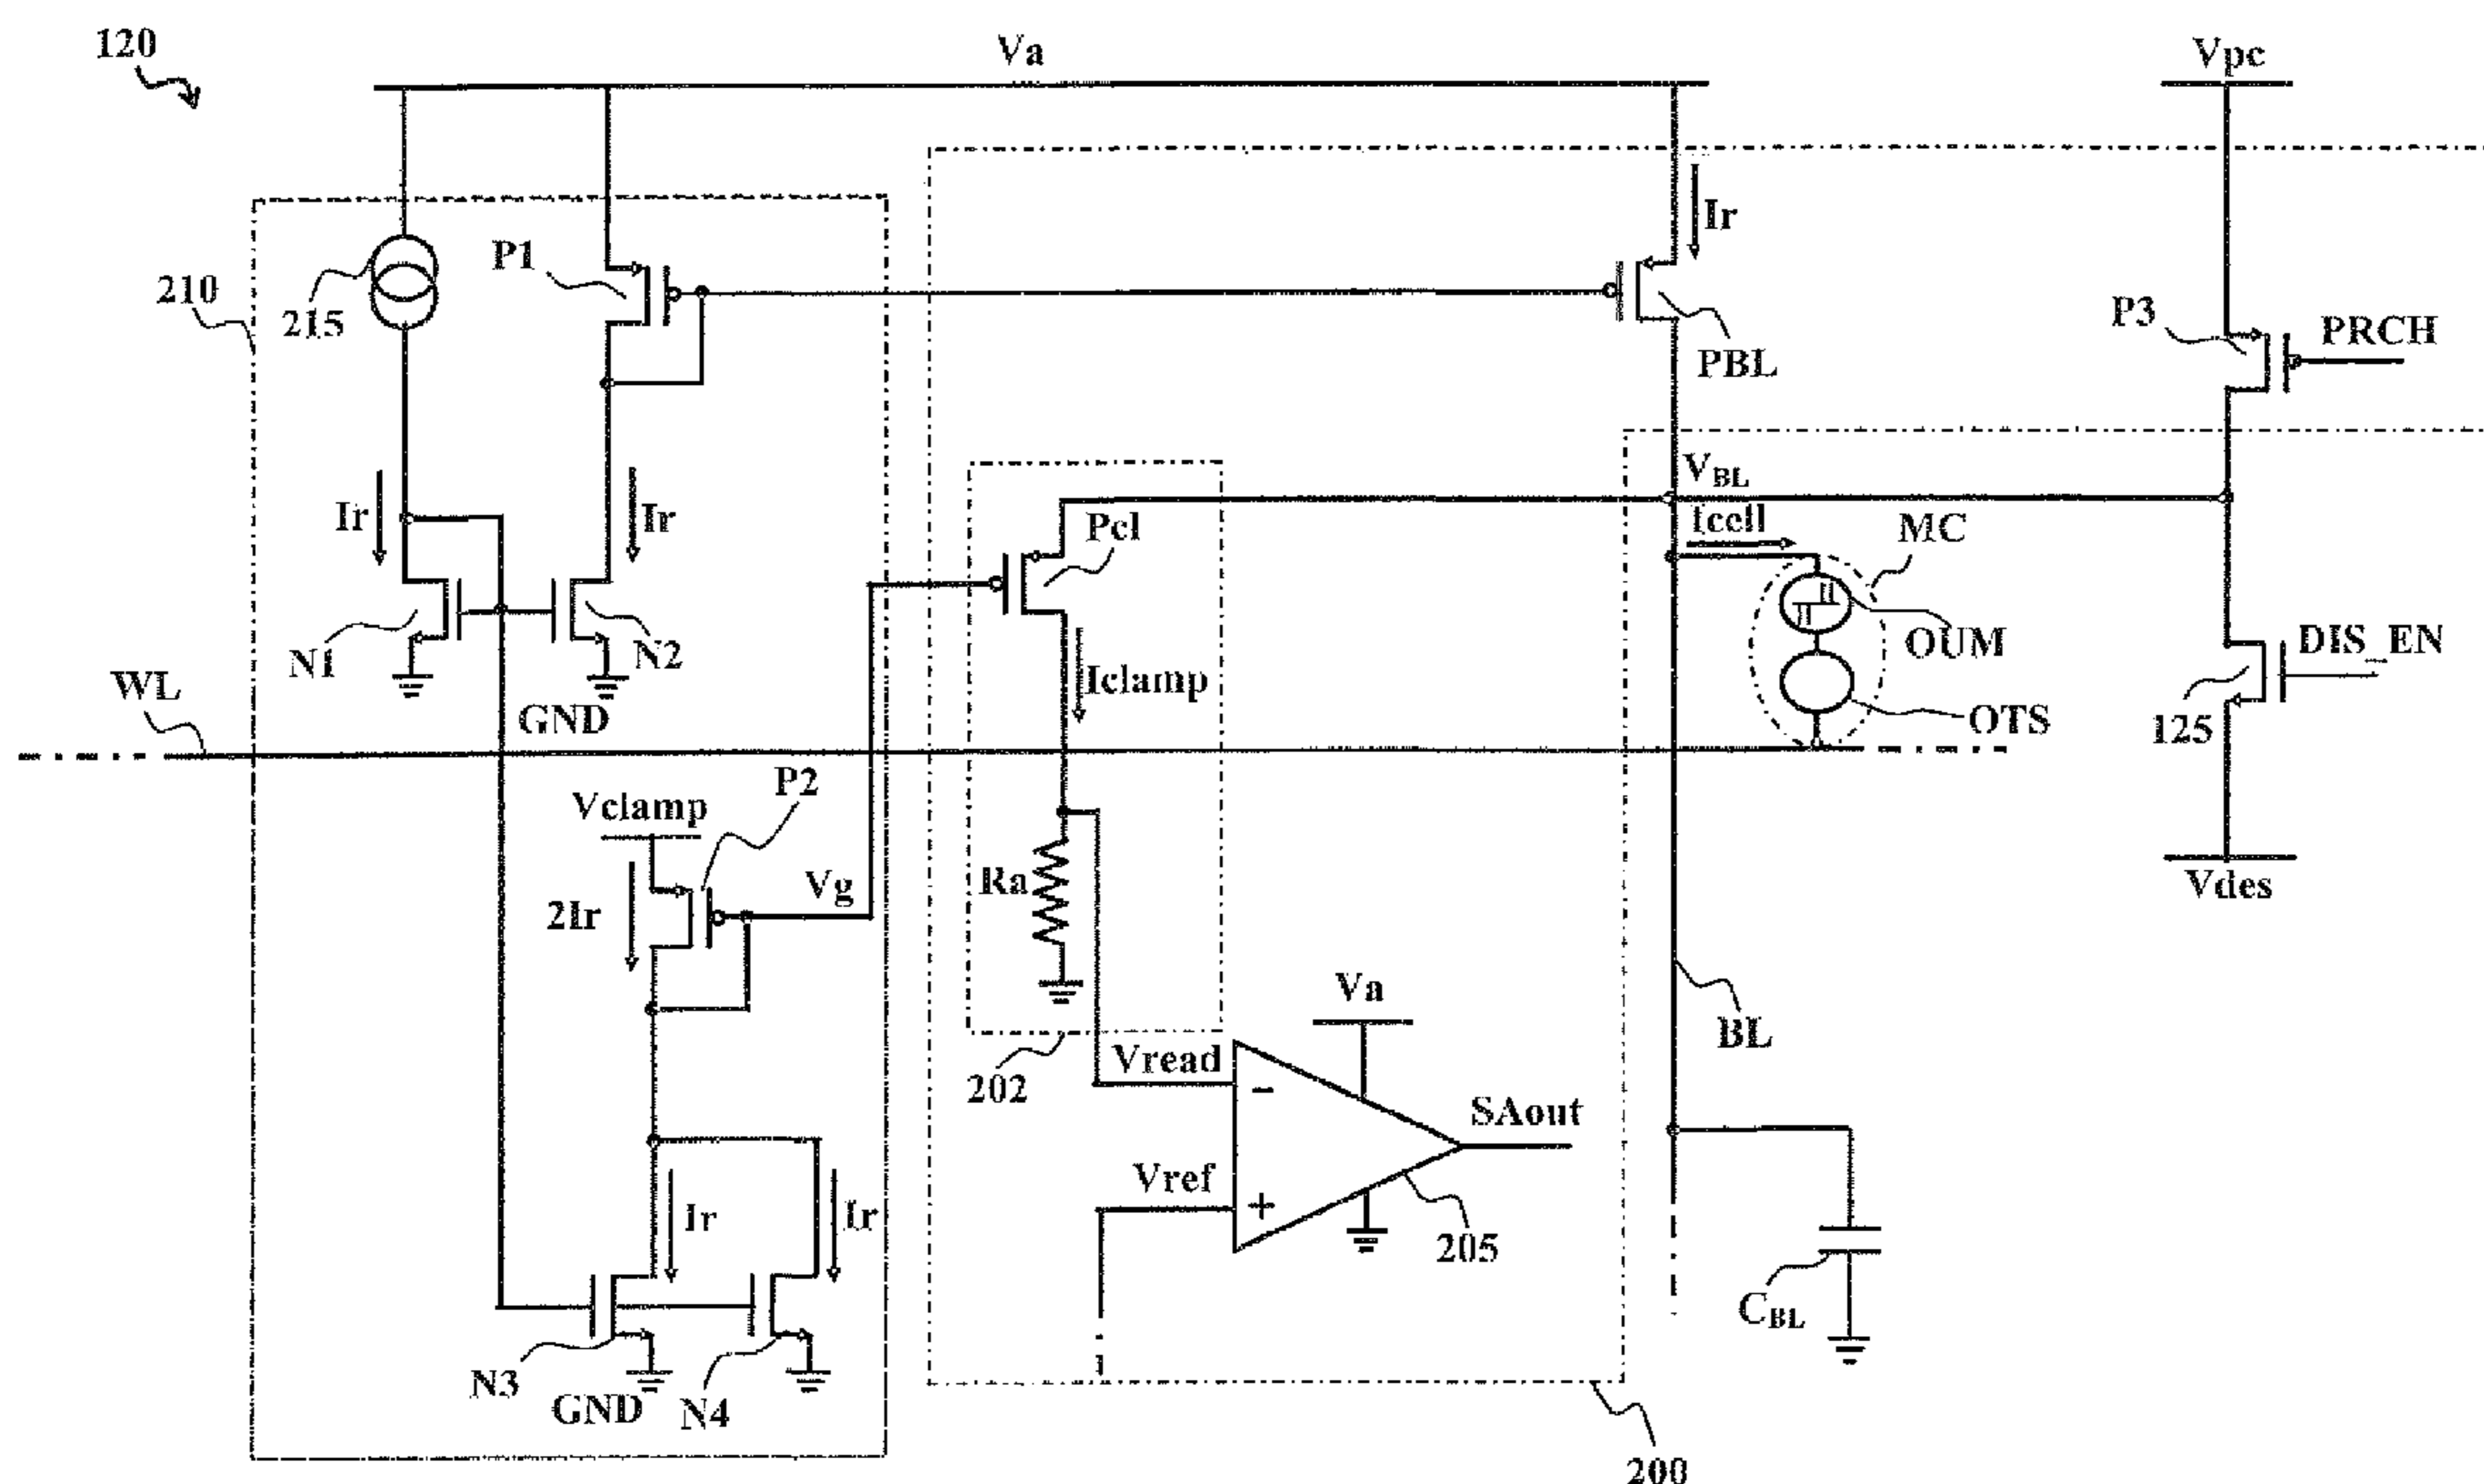 120
Va
Vpc
Ir
P1
210
215
P3
PRCH
PBL
VBL
Icell
MC
Ir
Ir
Pcl
N1
N2
OUM
DIS_EN
WL
GND
Iclamp
OTS
125
P2
Vclamp
Vg
Ra
2Ir
Vdes
Va
BL
Vread
-
202
SAout
Vref
+
Ir
Ir
205
CBL
N3
GND
N4
200